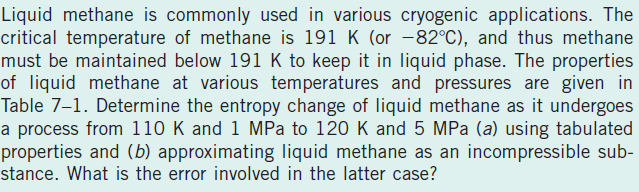 Liquid methane is commonly used in various cryogenic applications. The
critical temperature of methane is 191 K (or −82°C), and thus methane
must be maintained below 191 K to keep it in liquid phase. The properties
of liquid methane at various temperatures and pressures are given in
Table 7–1. Determine the entropy change of liquid methane as it undergoes
a process from 110 K and 1 MPa to 120 K and 5 MPa (a) using tabulated
properties and (b) approximating liquid methane as an incompressible sub-
stance. What is the error involved in the latter case?